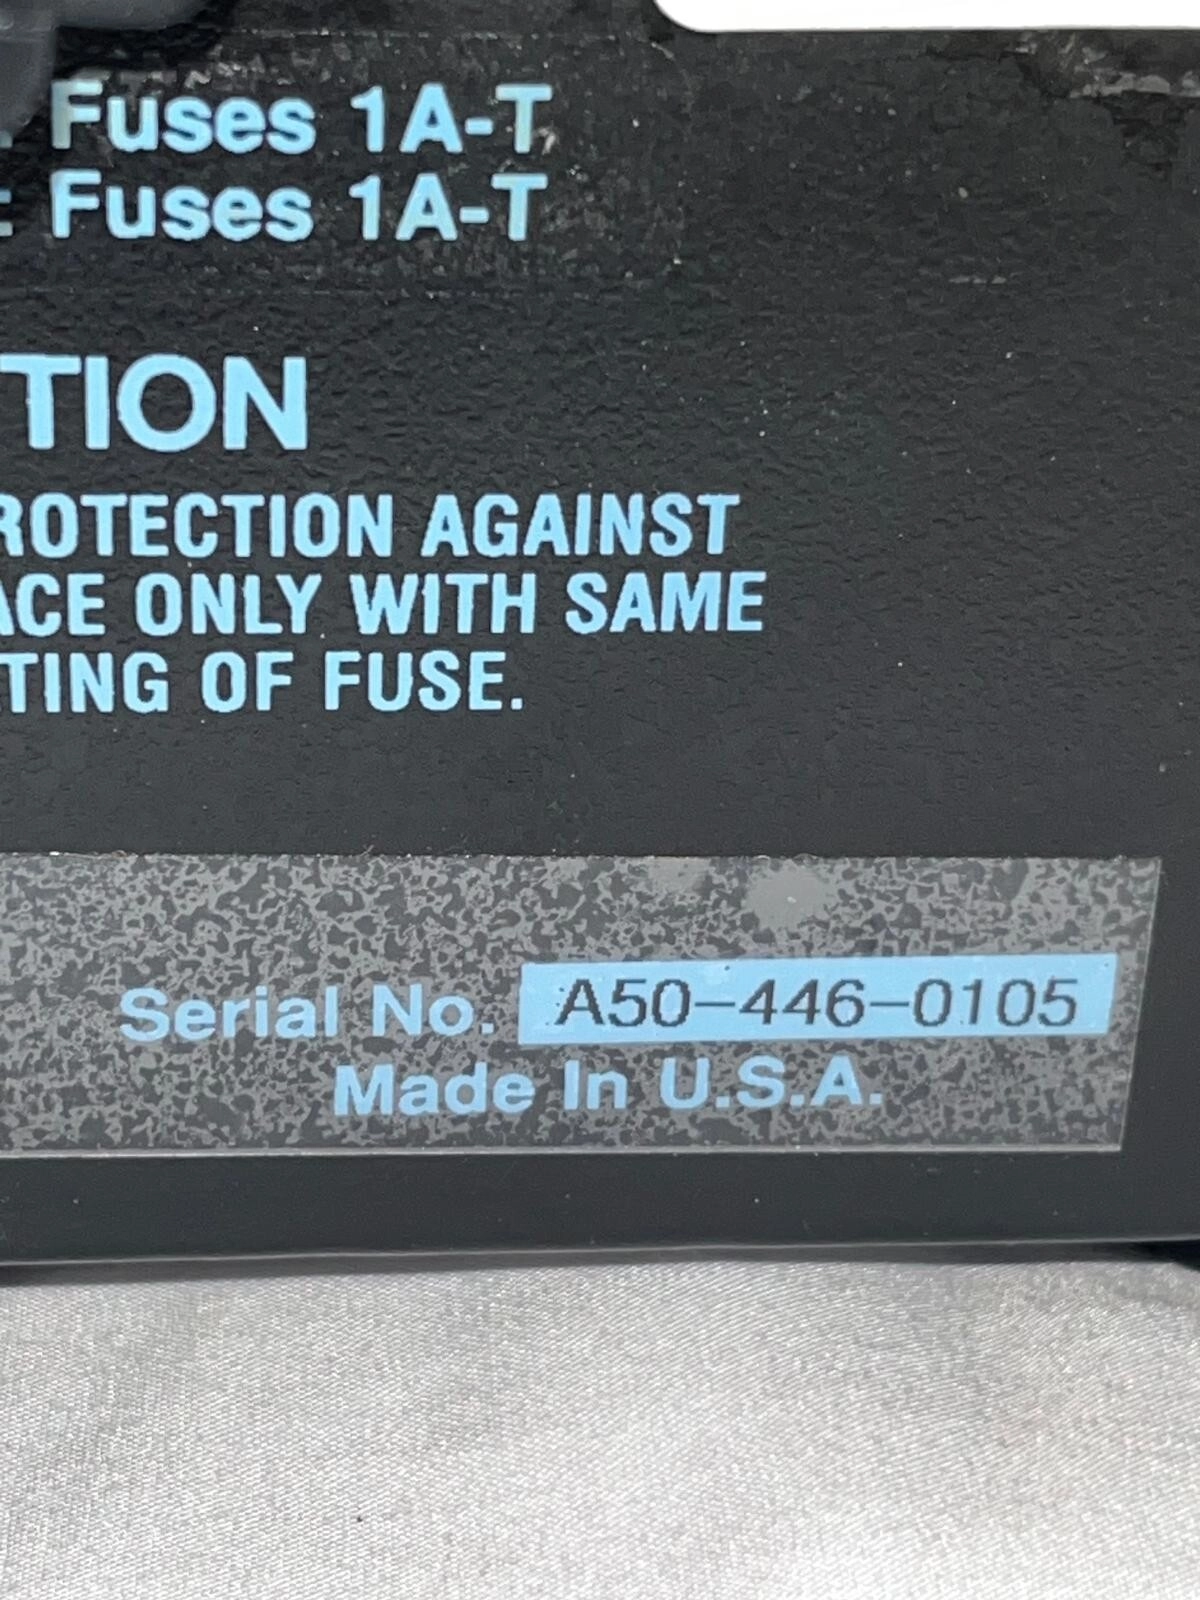 : Fuses 1A-T
: Fuses 1A-T
TION
ROTECTION AGAINST
ACE ONLY WITH SAME
TING OF FUSE.
Serial No. A50-446-0105
Made In U.S.A.